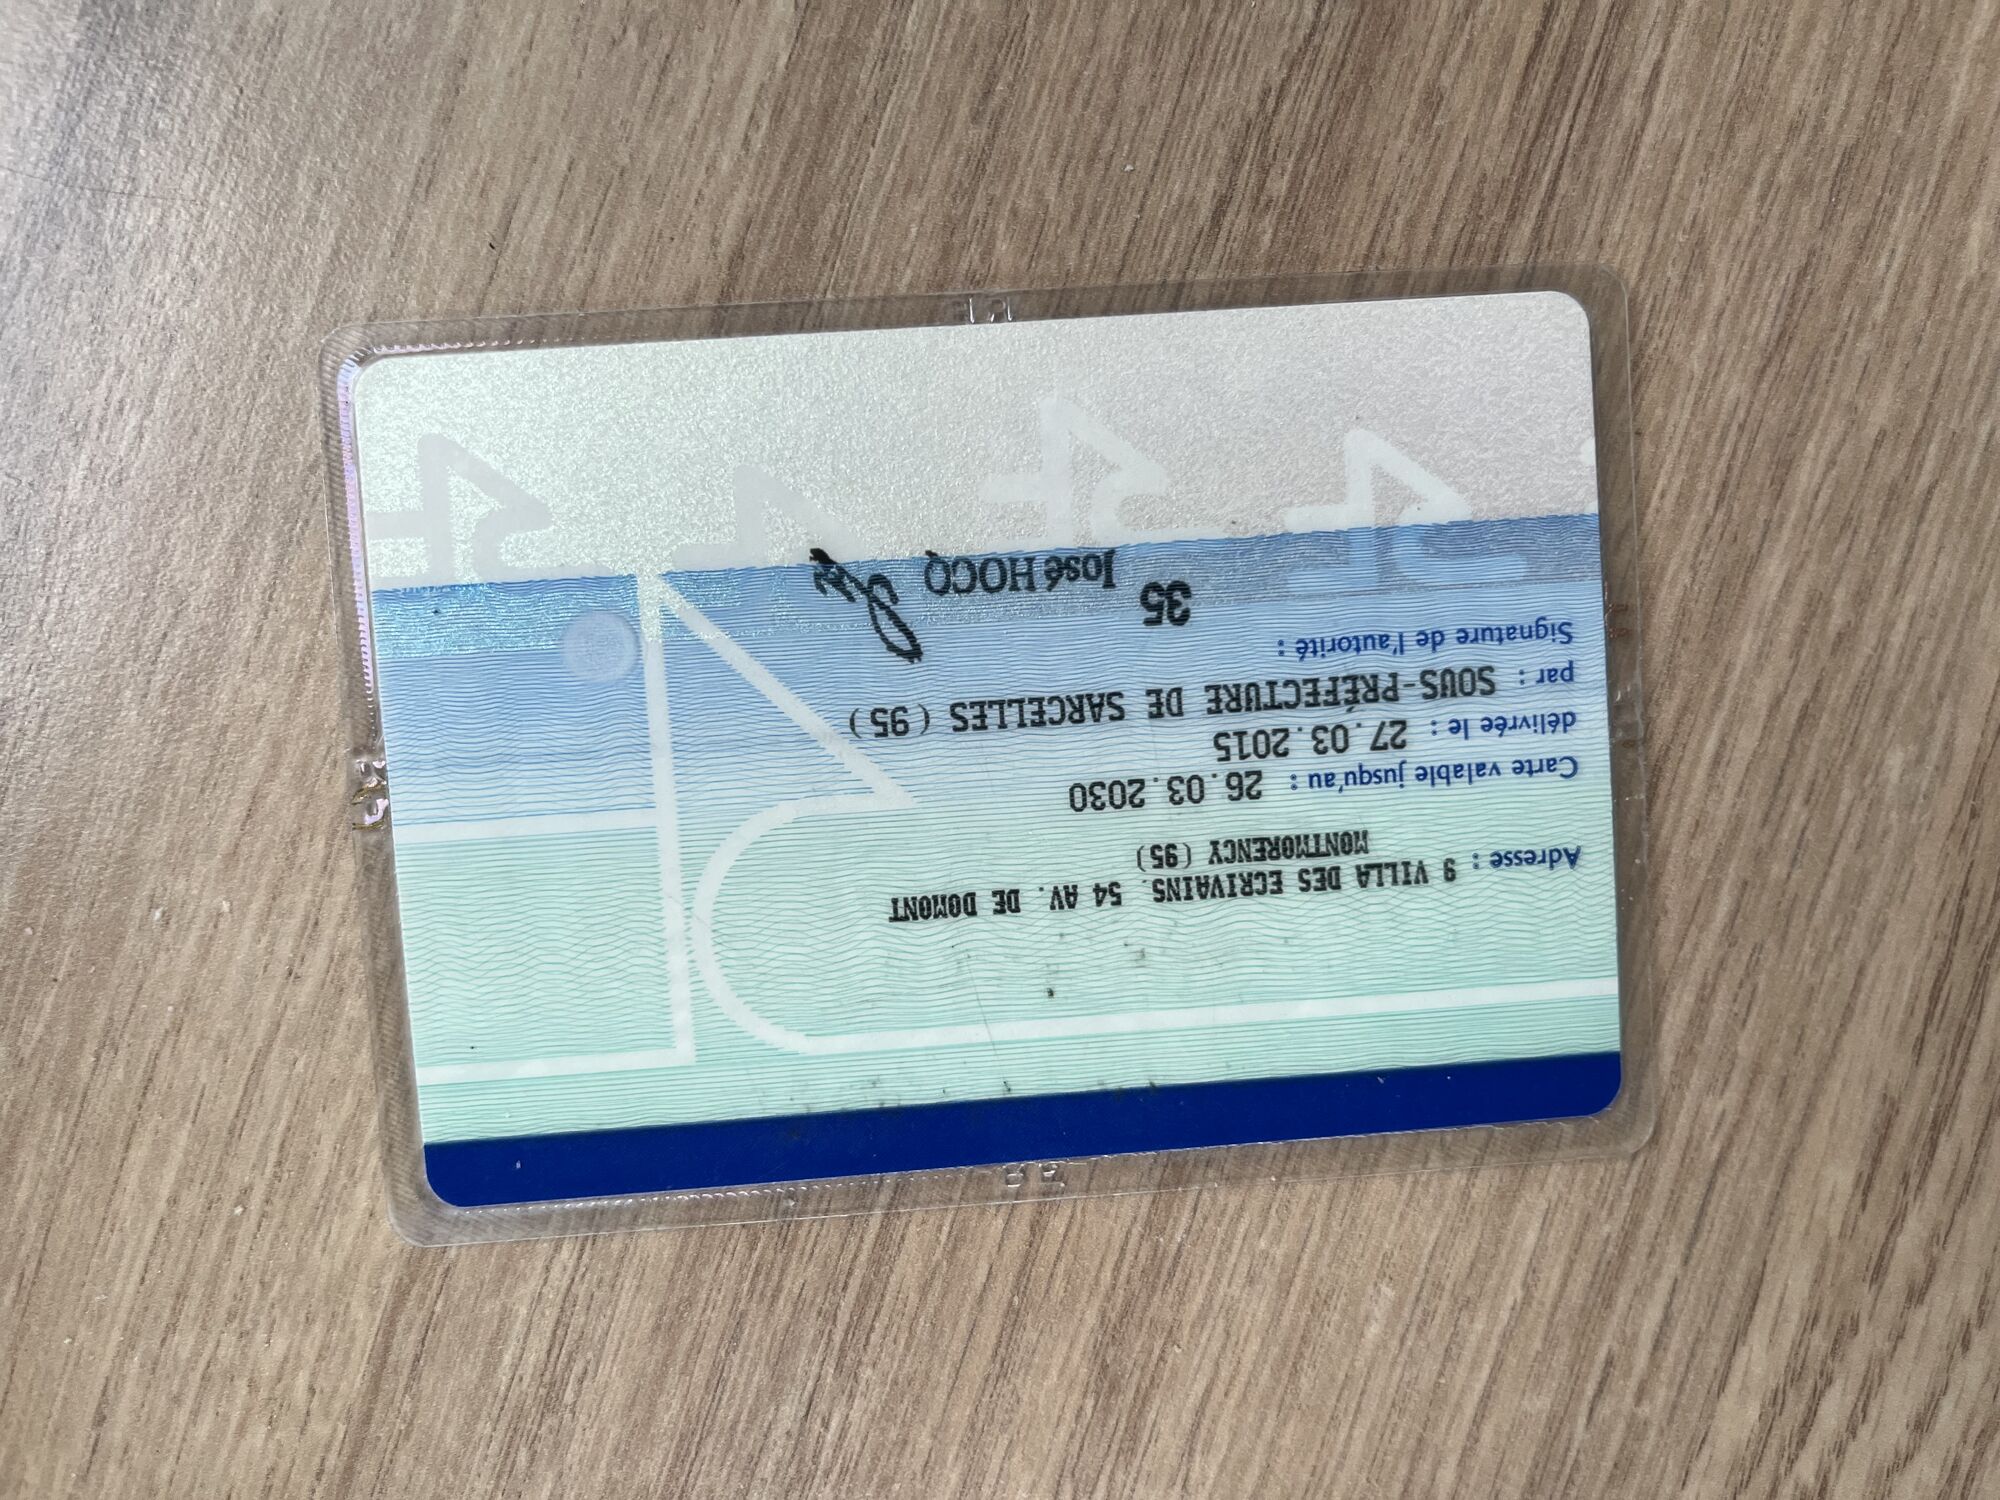 Adresse : 9 VILLA DES ECRIVAINS. 54 AV. DE DOMONT
MONTMORENCY (95)
Carte valable jusqu'au : 26.03.2030
délivrée le : 27.03.2015
par : SOUS-PRÉFECTURE DE SARCELLES (95)
Signature de l'autorité :
35
José HOCQ